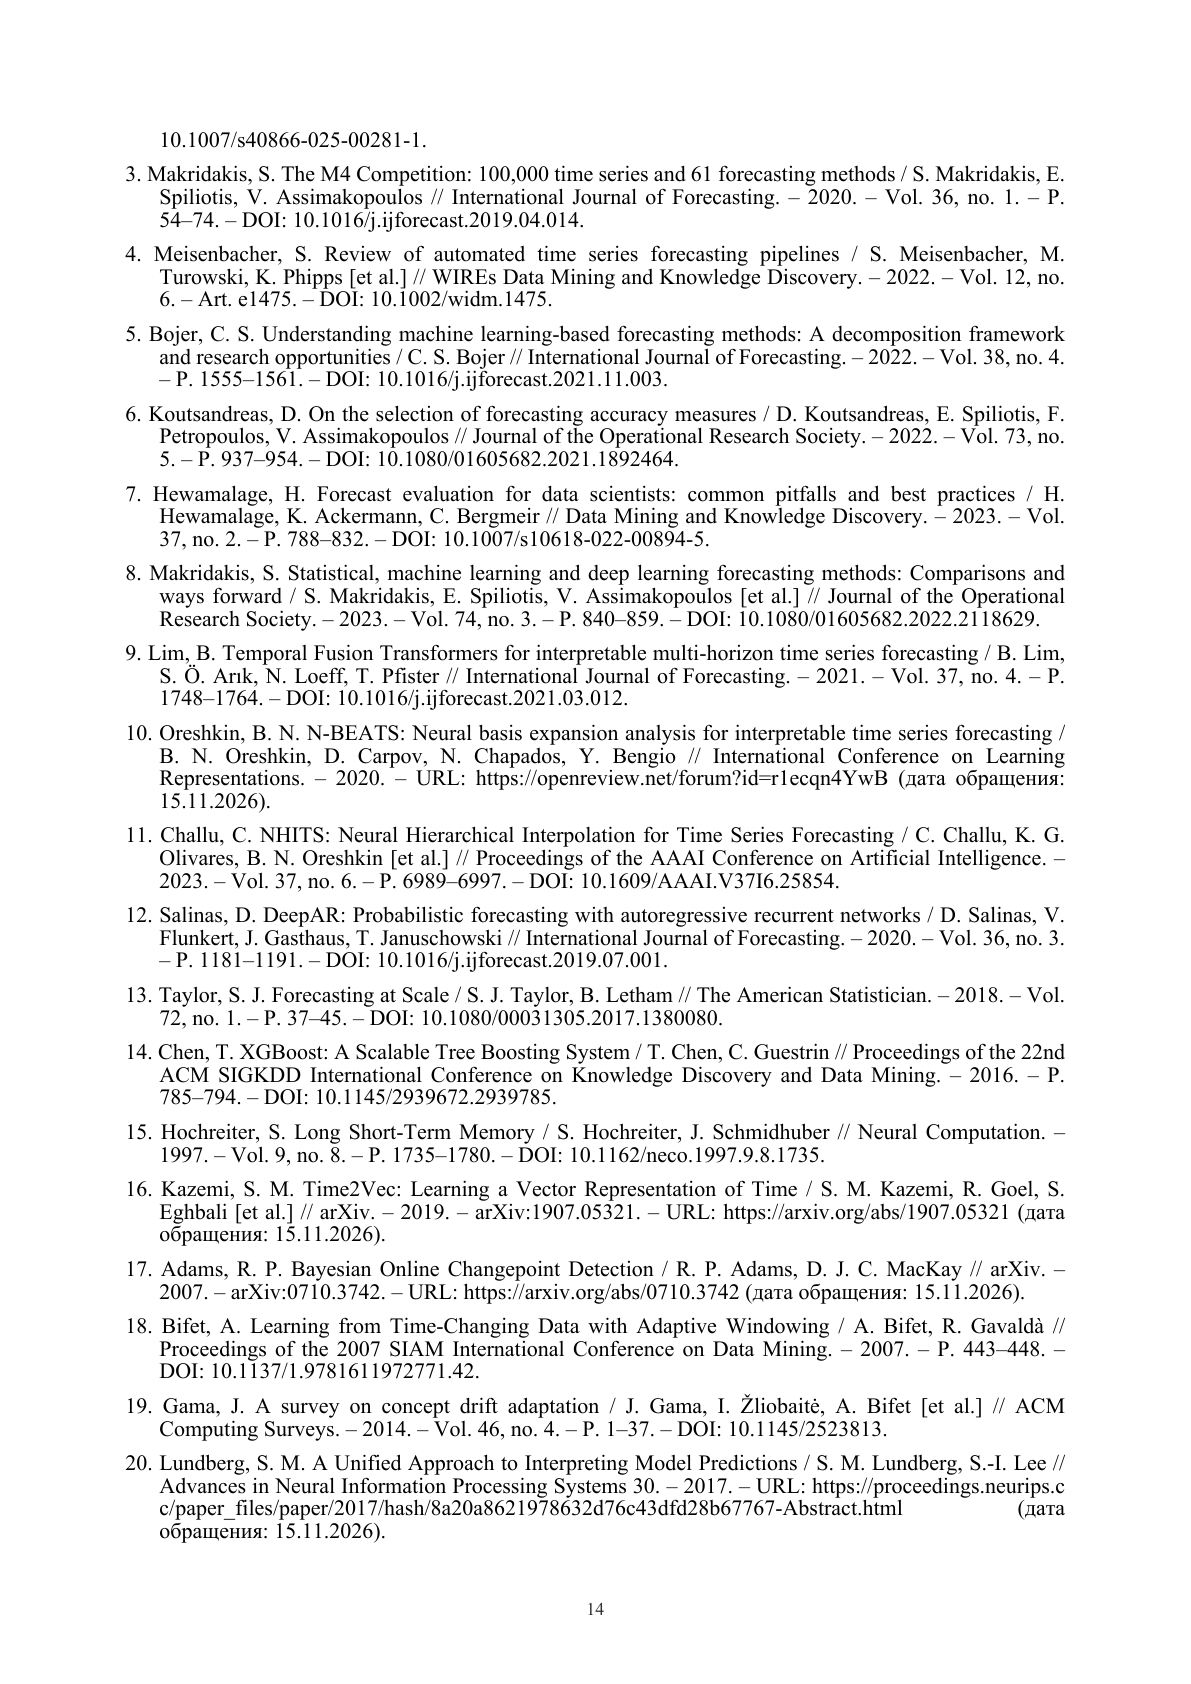 10.1007/s40866-025-00281-1.
3. Makridakis, S. The M4 Competition: 100,000 time series and 61 forecasting methods / S. Makridakis, E.
Spiliotis, V. Assimakopoulos // International Journal of Forecasting. – 2020. – Vol. 36, no. 1. – P.
54–74. – DOI: 10.1016/j.ijforecast.2019.04.014.
4. Meisenbacher, S. Review of automated time series forecasting pipelines / S. Meisenbacher, M.
Turowski, K. Phipps [et al.] // WIREs Data Mining and Knowledge Discovery. – 2022. – Vol. 12, no.
6. – Art. e1475. – DOI: 10.1002/widm.1475.
5. Bojer, C. S. Understanding machine learning-based forecasting methods: A decomposition framework
and research opportunities / C. S. Bojer // International Journal of Forecasting. – 2022. – Vol. 38, no. 4.
– P. 1555–1561. – DOI: 10.1016/j.ijforecast.2021.11.003.
6. Koutsandreas, D. On the selection of forecasting accuracy measures / D. Koutsandreas, E. Spiliotis, F.
Petropoulos, V. Assimakopoulos // Journal of the Operational Research Society. – 2022. – Vol. 73, no.
5. – P. 937–954. – DOI: 10.1080/01605682.2021.1892464.
7. Hewamalage, H. Forecast evaluation for data scientists: common pitfalls and best practices / H.
Hewamalage, K. Ackermann, C. Bergmeir // Data Mining and Knowledge Discovery. – 2023. – Vol.
37, no. 2. – P. 788–832. – DOI: 10.1007/s10618-022-00894-5.
8. Makridakis, S. Statistical, machine learning and deep learning forecasting methods: Comparisons and
ways forward / S. Makridakis, E. Spiliotis, V. Assimakopoulos [et al.] // Journal of the Operational
Research Society. – 2023. – Vol. 74, no. 3. – P. 840–859. – DOI: 10.1080/01605682.2022.2118629.
9. Lim, B. Temporal Fusion Transformers for interpretable multi-horizon time series forecasting / B. Lim,
S. Ö. Arık, N. Loeff, T. Pfister // International Journal of Forecasting. – 2021. – Vol. 37, no. 4. – P.
1748–1764. – DOI: 10.1016/j.ijforecast.2021.03.012.
10. Oreshkin, B. N. N-BEATS: Neural basis expansion analysis for interpretable time series forecasting /
B. N. Oreshkin, D. Carpov, N. Chapados, Y. Bengio // International Conference on Learning
Representations. – 2020. – URL: https://openreview.net/forum?id=r1ecqn4YwB (дата обращения:
15.11.2026).
11. Challu, C. NHITS: Neural Hierarchical Interpolation for Time Series Forecasting / C. Challu, K. G.
Olivares, B. N. Oreshkin [et al.] // Proceedings of the AAAI Conference on Artificial Intelligence. –
2023. – Vol. 37, no. 6. – P. 6989–6997. – DOI: 10.1609/AAAI.V37I6.25854.
12. Salinas, D. DeepAR: Probabilistic forecasting with autoregressive recurrent networks / D. Salinas, V.
Flunkert, J. Gasthaus, T. Januschowski // International Journal of Forecasting. – 2020. – Vol. 36, no. 3.
– P. 1181–1191. – DOI: 10.1016/j.ijforecast.2019.07.001.
13. Taylor, S. J. Forecasting at Scale / S. J. Taylor, B. Letham // The American Statistician. – 2018. – Vol.
72, no. 1. – P. 37–45. – DOI: 10.1080/00031305.2017.1380080.
14. Chen, T. XGBoost: A Scalable Tree Boosting System / T. Chen, C. Guestrin // Proceedings of the 22nd
ACM SIGKDD International Conference on Knowledge Discovery and Data Mining. – 2016. – P.
785–794. – DOI: 10.1145/2939672.2939785.
15. Hochreiter, S. Long Short-Term Memory / S. Hochreiter, J. Schmidhuber // Neural Computation. –
1997. – Vol. 9, no. 8. – P. 1735–1780. – DOI: 10.1162/neco.1997.9.8.1735.
16. Kazemi, S. M. Time2Vec: Learning a Vector Representation of Time / S. M. Kazemi, R. Goel, S.
Eghbali [et al.] // arXiv. – 2019. – arXiv:1907.05321. – URL: https://arxiv.org/abs/1907.05321 (дата
обращения: 15.11.2026).
17. Adams, R. P. Bayesian Online Changepoint Detection / R. P. Adams, D. J. C. MacKay // arXiv. –
2007. – arXiv:0710.3742. – URL: https://arxiv.org/abs/0710.3742 (дата обращения: 15.11.2026).
18. Bifet, A. Learning from Time-Changing Data with Adaptive Windowing / A. Bifet, R. Gavaldà //
Proceedings of the 2007 SIAM International Conference on Data Mining. – 2007. – P. 443–448. –
DOI: 10.1137/1.9781611972771.42.
19. Gama, J. A survey on concept drift adaptation / J. Gama, I. Žliobaitė, A. Bifet [et al.] // ACM
Computing Surveys. – 2014. – Vol. 46, no. 4. – P. 1–37. – DOI: 10.1145/2523813.
20. Lundberg, S. M. A Unified Approach to Interpreting Model Predictions / S. M. Lundberg, S.-I. Lee //
Advances in Neural Information Processing Systems 30. – 2017. – URL: https://proceedings.neurips.c
c/paper_files/paper/2017/hash/8a20a8621978632d76c43dfd28b67767-Abstract.html (дата
обращения: 15.11.2026).
14